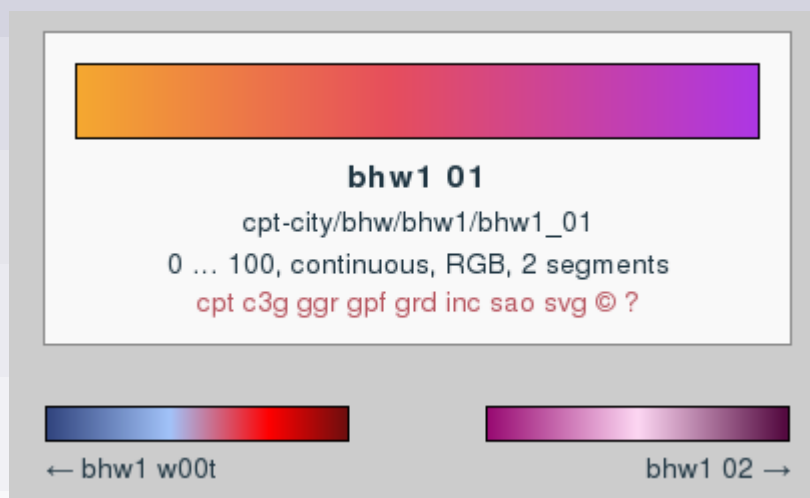 bhw1 01
cpt-city/bhw/bhw1/bhw1_01
0 ... 100, continuous, RGB, 2 segments
cpt c3g ggr gpf grd inc sao svg © ?
← bhw1 w00t
bhw1 02 →